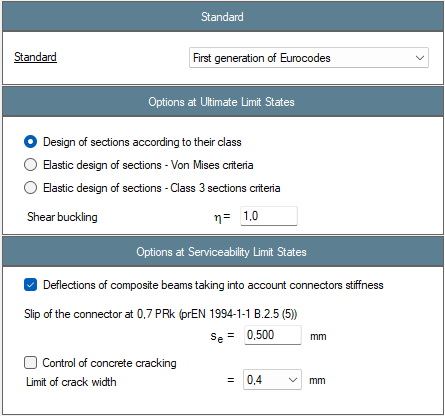 Standard
Standard First generation of Eurocodes
Options at Ultimate Limit States
Design of sections according to their class
Elastic design of sections - Von Mises criteria
Elastic design of sections - Class 3 sections criteria
Shear buckling η = 1,0
Options at Serviceability Limit States
Deflections of composite beams taking into account connectors stiffness
Slip of the connector at 0,7 PRk (prEN 1994-1-1 B.2.5 (5))
se = 0,500 mm
Control of concrete cracking
Limit of crack width = 0,4 mm